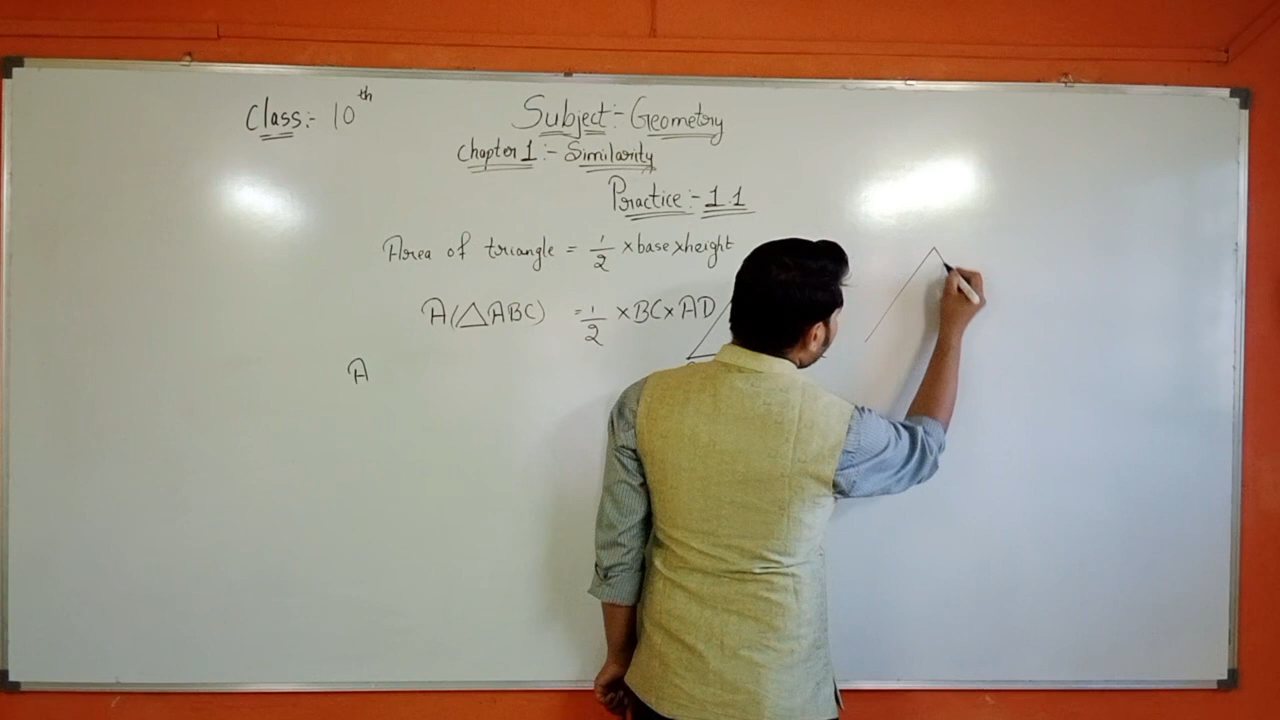 Class:- 10th
Subject:- Geometry
Chapter 1:- Similarity
Practice:- 1.1
Area of triangle = 1/2 ×base×height
A(△ABC) = 1/2 ×BC×AD
A